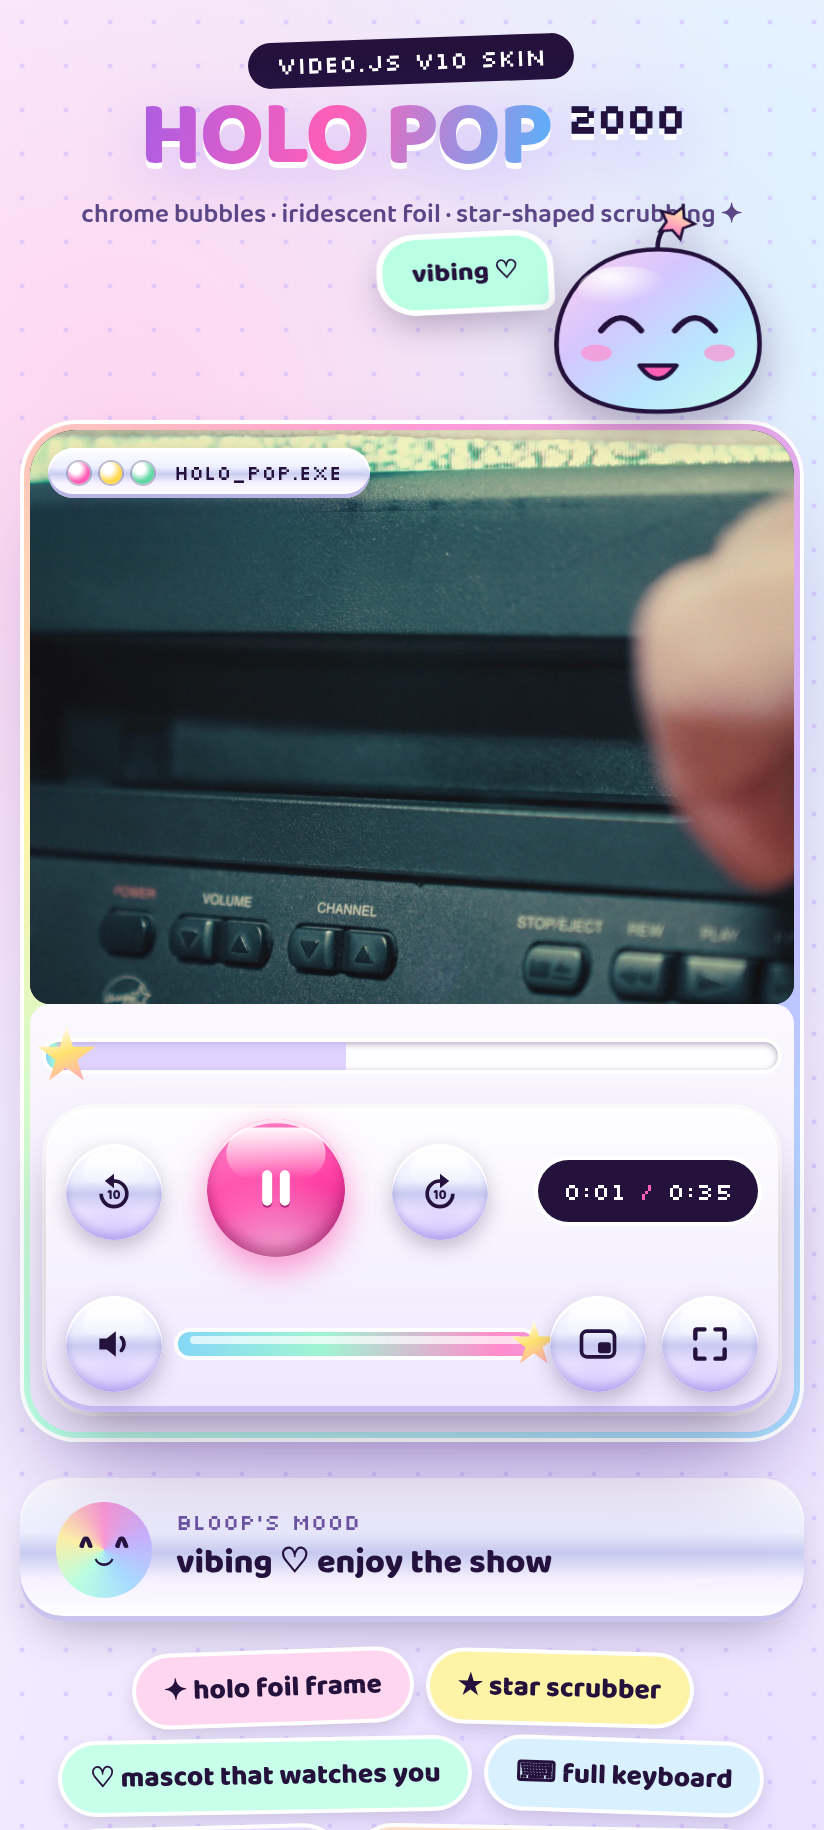 VIDEO.JS V10 SKIN
HOLO POP 2000
chrome bubbles · iridescent foil · star-shaped scrubbing ✦
vibing ♡
HOLO_POP.EXE
POWER
VOLUME
CHANNEL
STOP/EJECT REW PLAY
10
10
0:01 / 0:35
BLOOP'S MOOD
vibing ♡ enjoy the show
✦ holo foil frame
★ star scrubber
♡ mascot that watches you
⌨ full keyboard